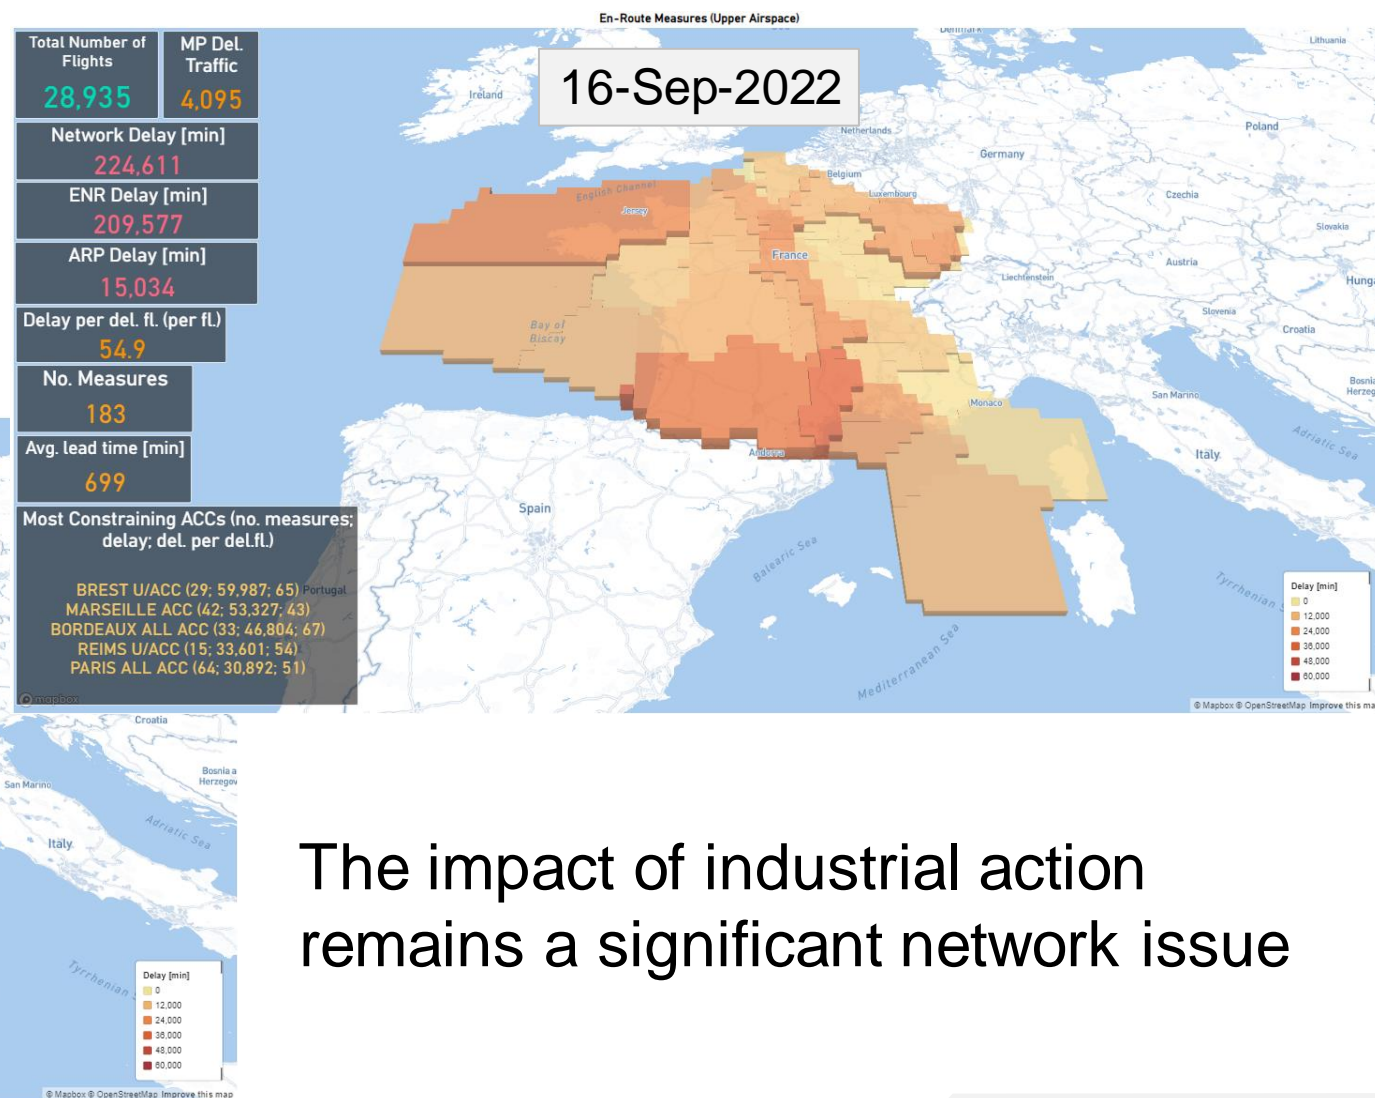 En-Route Measures (Upper Airspace)
Total Number of
Flights
28,935
MP Del.
Traffic
4,095
Network Delay [min]
224,611
ENR Delay [min]
209,577
ARP Delay [min]
15,034
Delay per del. fl. (per fl.)
54.9
No. Measures
183
Avg. lead time [min]
699
Most Constraining ACCs (no. measures;
delay; del. per del.fl.)
BREST U/ACC (29; 59,987; 65)
MARSEILLE ACC (42; 53,327; 43)
BORDEAUX ALL ACC (33; 46,804; 67)
REIMS U/ACC (15; 33,601; 54)
PARIS ALL ACC (64; 30,892; 51)
mapbox
16-Sep-2022
Denmark
Lithuania
Ireland
Netherlands
Poland
Germany
Belgium
Luxembourg
Czechia
English Channel
Jersey
Slovakia
France
Austria
Liechtenstein
Hunga
Slovenia
Croatia
Bay of
Biscay
Bosnia
Herzeg
San Marino
Monaco
Adriatic Sea
Andorra
Italy
Spain
Balearic Sea
Portugal
Tyrrhenian
Mediterranean Sea
Delay [min]
0
12,000
24,000
36,000
48,000
60,000
© Mapbox © OpenStreetMap Improve this ma
Croatia
Bosnia a
Herzegov
San Marino
Adriatic Sea
Italy
Tyrrhenian
Delay [min]
0
12,000
24,000
36,000
48,000
60,000
© Mapbox © OpenStreetMap Improve this map
The impact of industrial action
remains a significant network issue